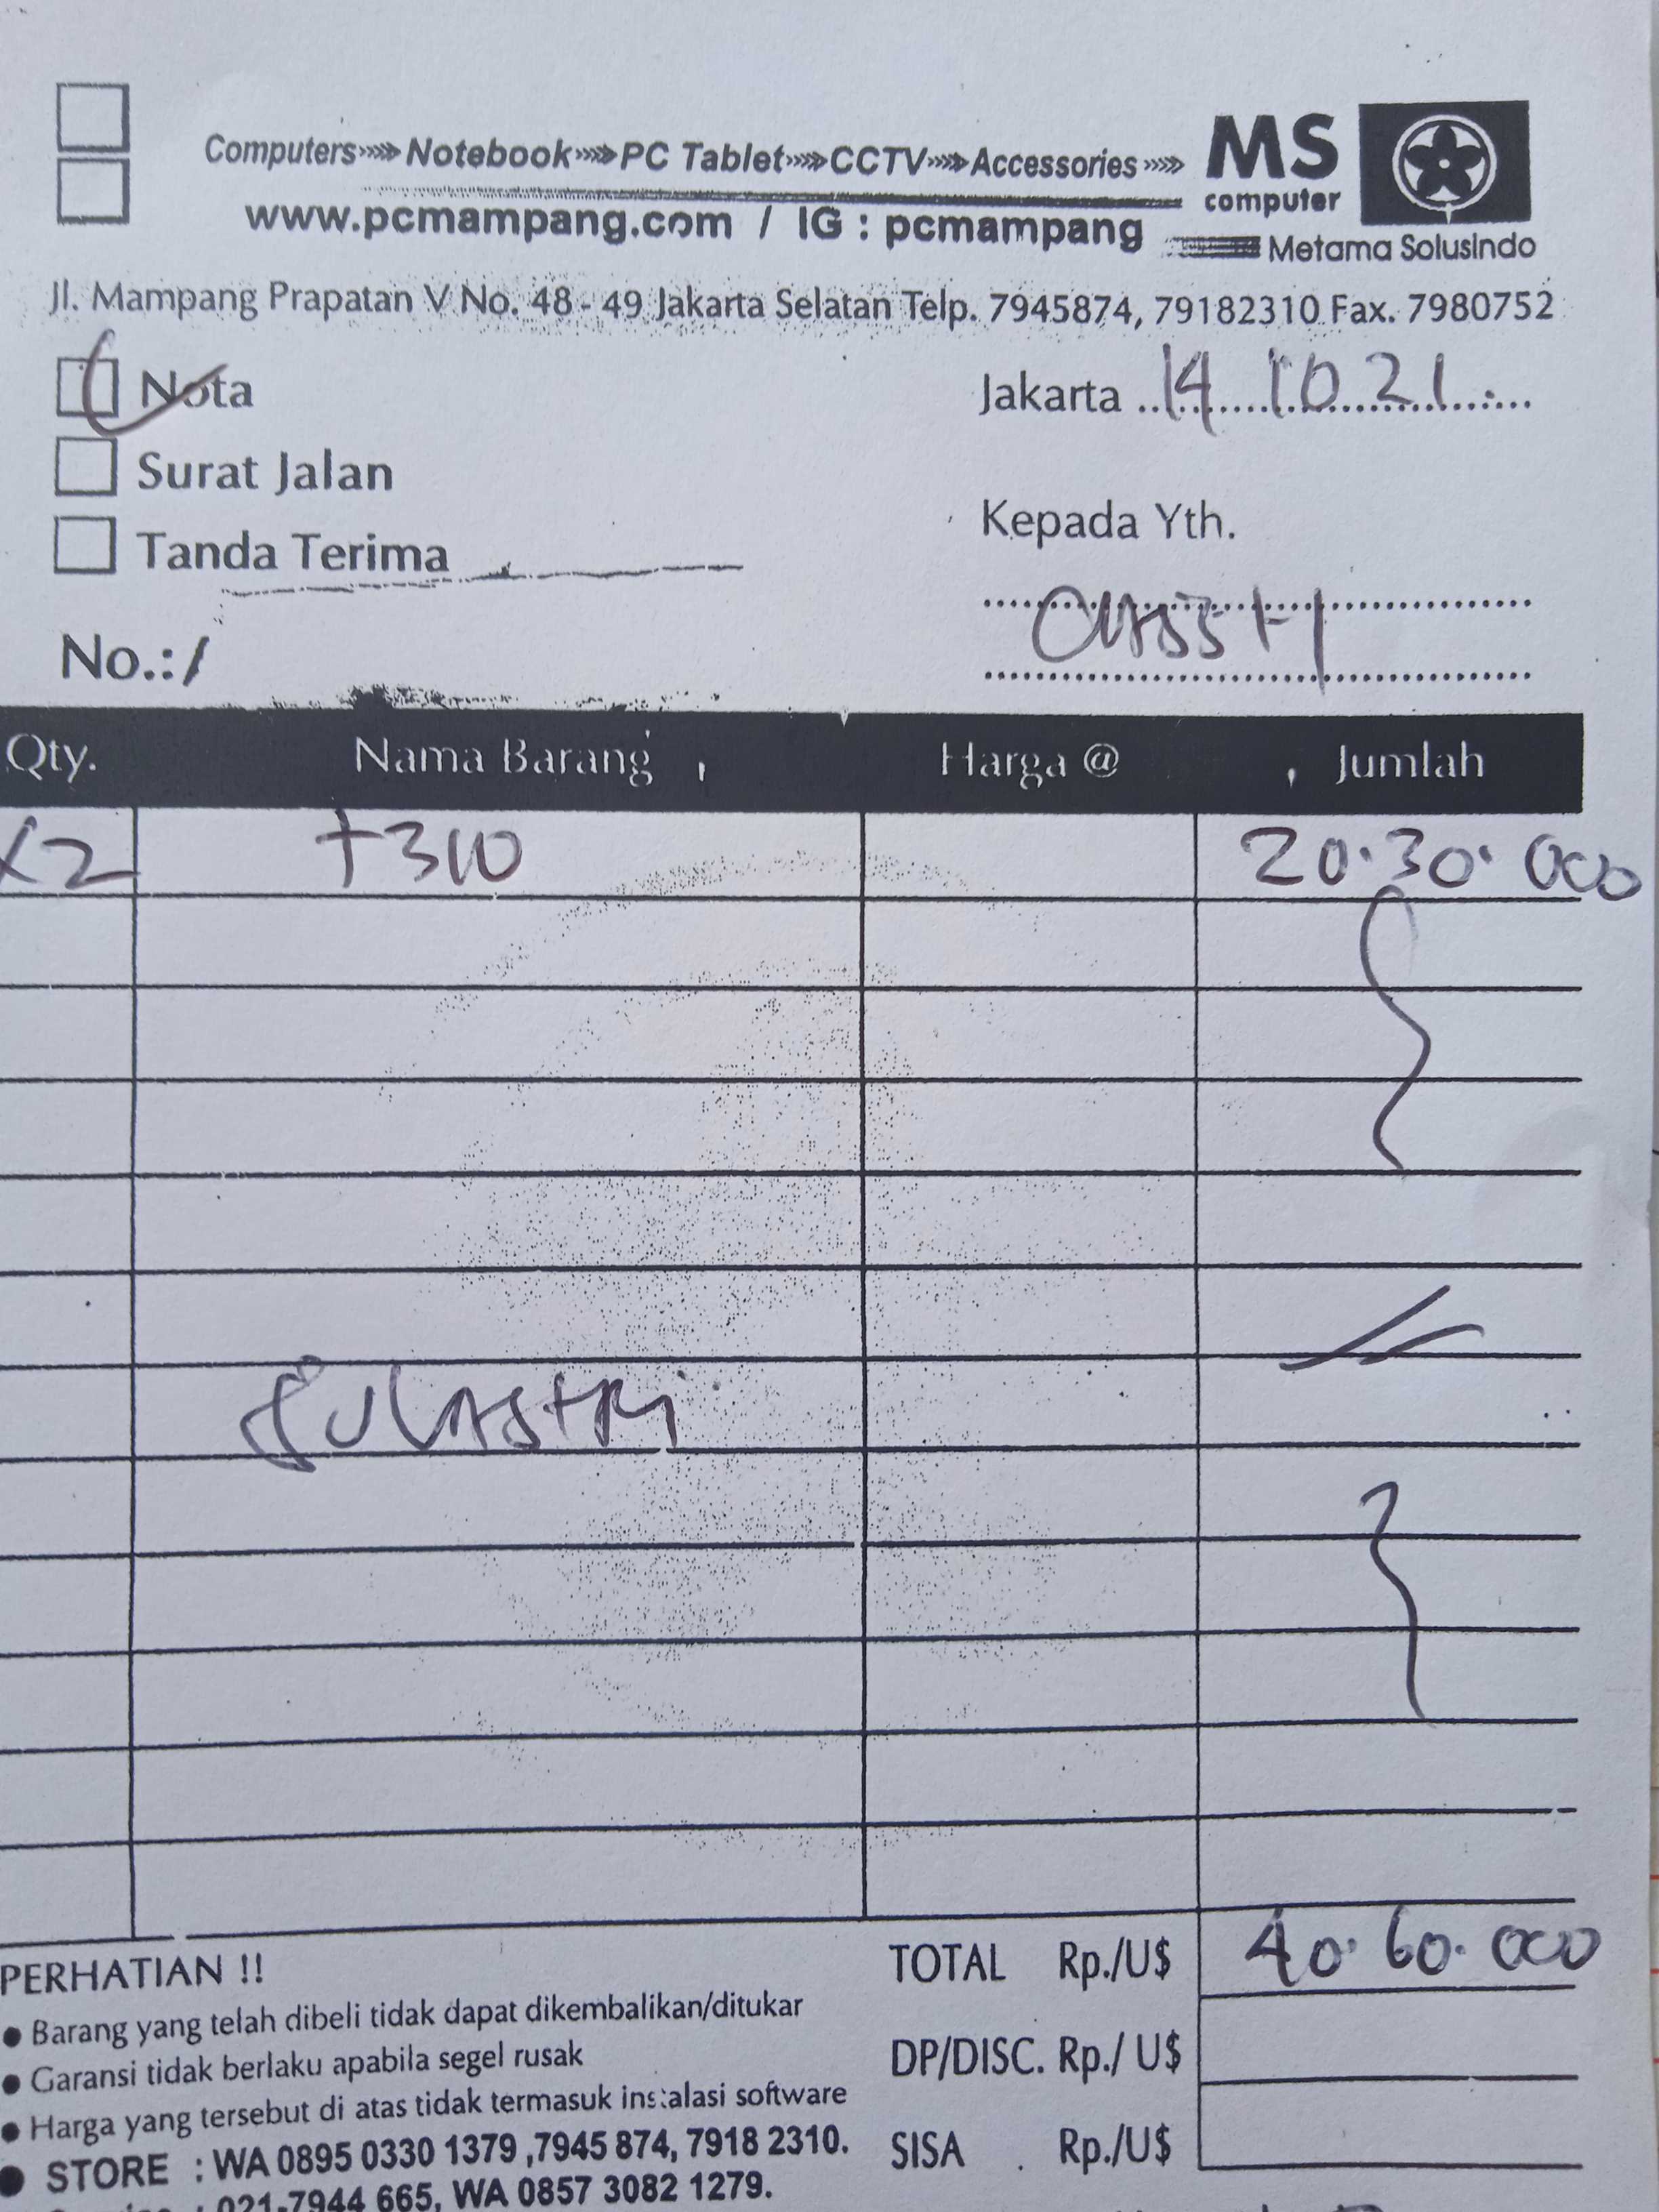 Computers Notebook PC Tablet CCTV Accessories
MS computer
www.pcmampang.com / IG : pcmampang
Metama Solusindo
Jl. Mampang Prapatan V No. 48 - 49 Jakarta Selatan Telp. 7945874, 79182310 Fax. 7980752
Nota
Jakarta 14 10 21
Surat Jalan
Kepada Yth.
Tanda Terima
No.:/
Qty. Nama Barang Harga @ Jumlah
X2 T310 20.30.000
SULASTRI
TOTAL Rp./U$ 40.60.000
PERHATIAN !!
● Barang yang telah dibeli tidak dapat dikembalikan/ditukar
DP/DISC. Rp./ U$
● Garansi tidak berlaku apabila segel rusak
● Harga yang tersebut di atas tidak termasuk instalasi software
SISA Rp./U$
● STORE : WA 0895 0330 1379 ,7945 874, 7918 2310.
: 021-7944 665, WA 0857 3082 1279.